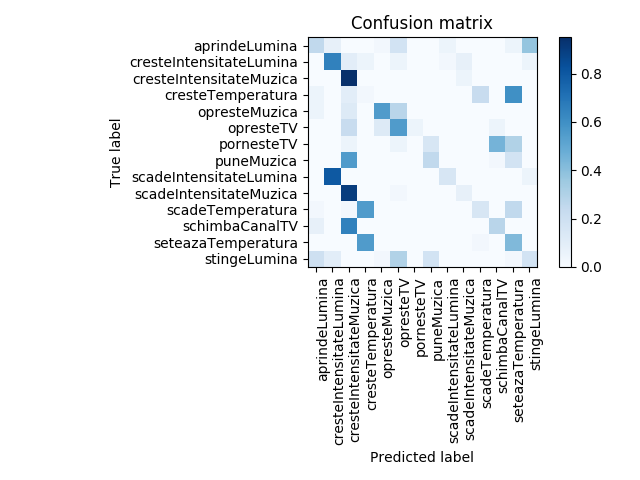 Confusion matrix
True label
aprindeLumina
cresteIntensitateLumina
cresteIntensitateMuzica
cresteTemperatura
opresteMuzica
opresteTV
pornesteTV
puneMuzica
scadeIntensitateLumina
scadeIntensitateMuzica
scadeTemperatura
schimbaCanalTV
seteazaTemperatura
stingeLumina
0.8
0.6
0.4
0.2
0.0
aprindeLumina
cresteIntensitateLumina
cresteIntensitateMuzica
cresteTemperatura
opresteMuzica
opresteTV
pornesteTV
puneMuzica
scadeIntensitateLumina
scadeIntensitateMuzica
scadeTemperatura
schimbaCanalTV
seteazaTemperatura
stingeLumina
Predicted label